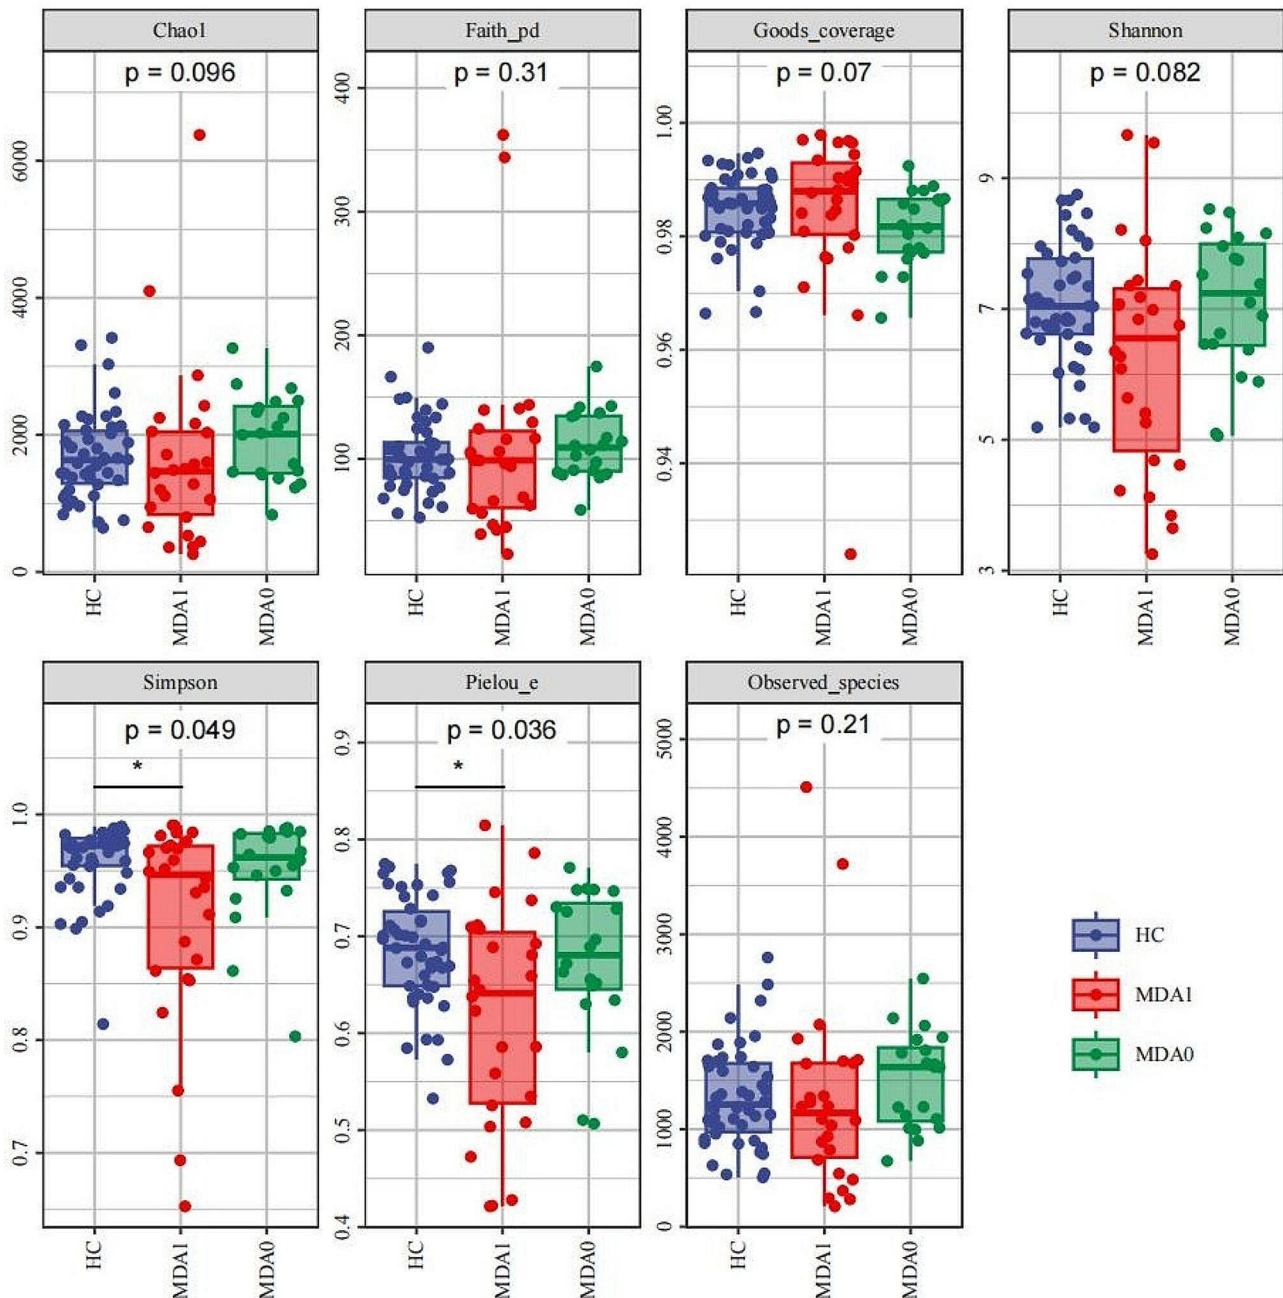 Chao1
Faith_pd
Goods_coverage
Shannon
p = 0.096
p = 0.31
p = 0.07
p = 0.082
6000
4000
2000
0
400
300
200
100
1.00
0.98
0.96
0.94
9
7
5
3
HC
MDA1
MDA0
HC
MDA1
MDA0
HC
MDA1
MDA0
HC
MDA1
MDA0
Simpson
Pielou_e
Observed_species
p = 0.049
p = 0.036
p = 0.21
*
*
1.0
0.9
0.8
0.7
0.9
0.8
0.7
0.6
0.5
0.4
5000
4000
3000
2000
1000
0
HC
MDA1
MDA0
HC
MDA1
MDA0
HC
MDA1
MDA0
HC
MDA1
MDA0